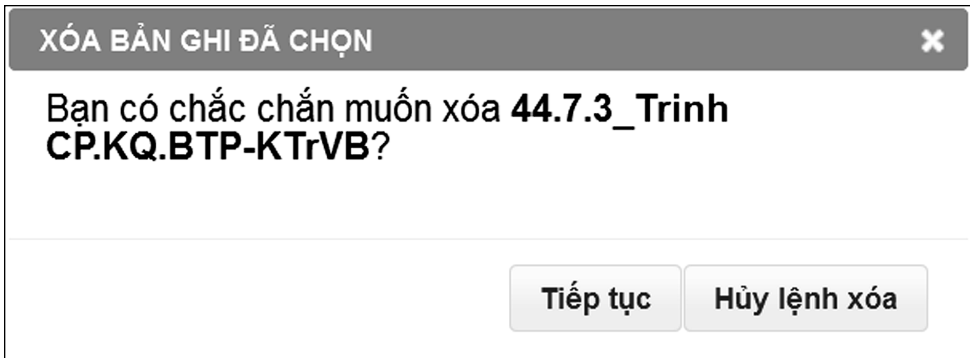 XÓA BẢN GHI ĐÃ CHỌN
Bạn có chắc chắn muốn xóa 44.7.3_Trinh
CP.KQ.BTP-KTrVB?
Tiếp tục Hủy lệnh xóa